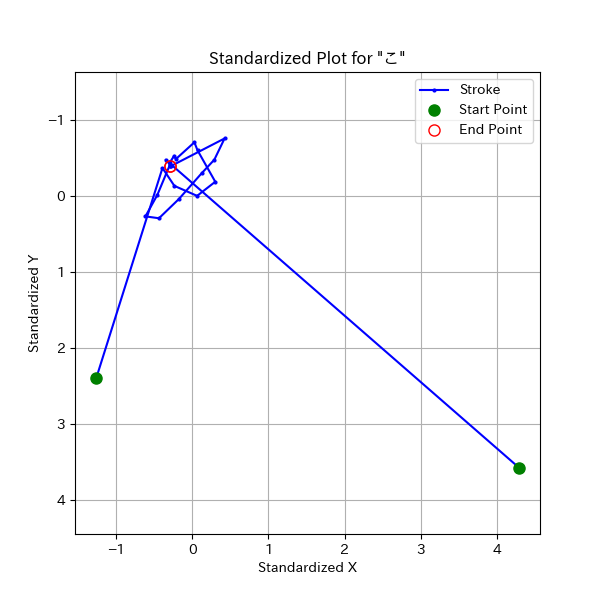 Standardized Plot for "こ"
Stroke
Start Point
End Point
−1
0
1
2
3
4
Standardized Y
−1
0
1
2
3
4
Standardized X